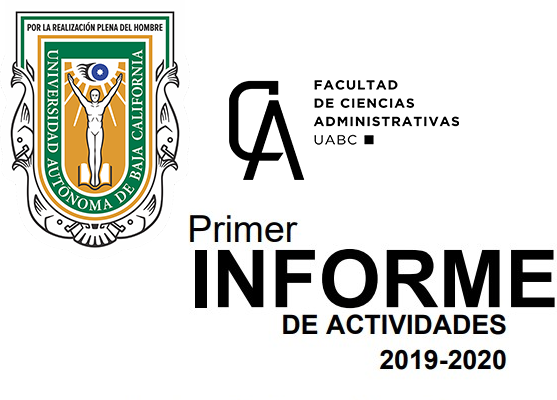 POR LA REALIZACIÓN PLENA DEL HOMBRE
UNIVERSIDAD AUTÓNOMA DE BAJA CALIFORNIA
CA
FACULTAD
DE CIENCIAS
ADMINISTRATIVAS
UABC
Primer
INFORME
DE ACTIVIDADES
2019-2020